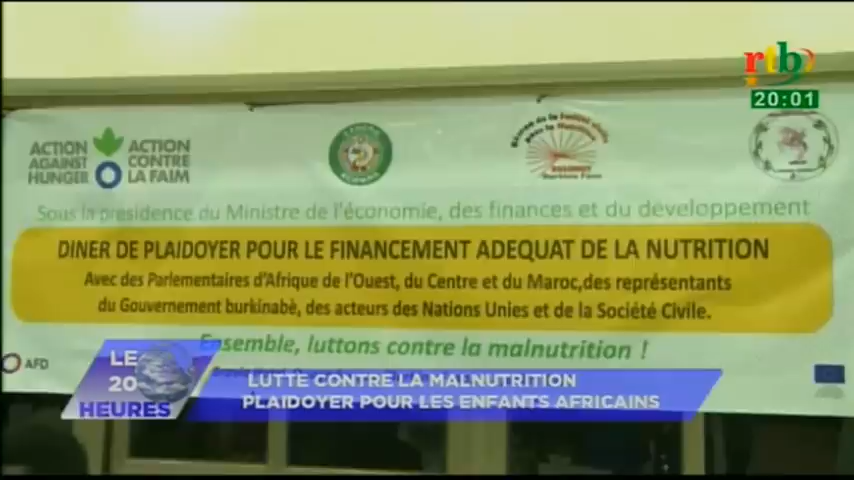 rtb
20:01
ACTION AGAINST HUNGER
ACTION CONTRE LA FAIM
Sous la présidence du Ministre de l'économie, des finances et du développement
DINER DE PLAIDOYER POUR LE FINANCEMENT ADEQUAT DE LA NUTRITION
Avec des Parlementaires d'Afrique de l'Ouest, du Centre et du Maroc,des représentants
du Gouvernement burkinabè, des acteurs des Nations Unies et de la Société Civile.
Ensemble, luttons contre la malnutrition !
AFD
LE
20
HEURES
LUTTE CONTRE LA MALNUTRITION
PLAIDOYER POUR LES ENFANTS AFRICAINS